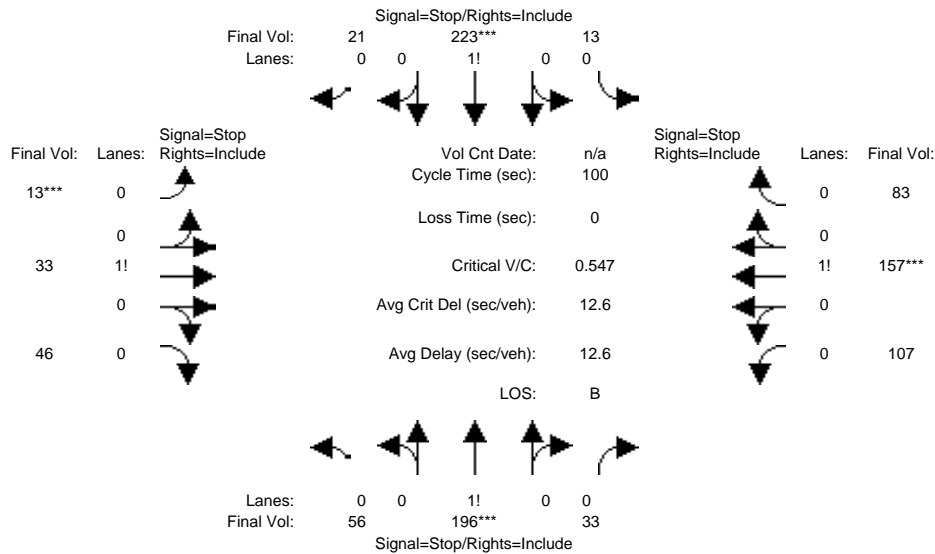 Signal=Stop/Rights=Include
Final Vol: 21 223*** 13
Lanes: 0 0 1! 0 0
Signal=Stop
Final Vol: Lanes: Rights=Include
Vol Cnt Date: n/a
Cycle Time (sec): 100
Signal=Stop
Rights=Include Lanes: Final Vol:
13*** 0
0 83
Loss Time (sec): 0
0
0
33 1!
Critical V/C: 0.547
1! 157***
0
Avg Crit Del (sec/veh): 12.6
0
46 0
Avg Delay (sec/veh): 12.6
0 107
LOS: B
Lanes: 0 0 1! 0 0
Final Vol: 56 196*** 33
Signal=Stop/Rights=Include